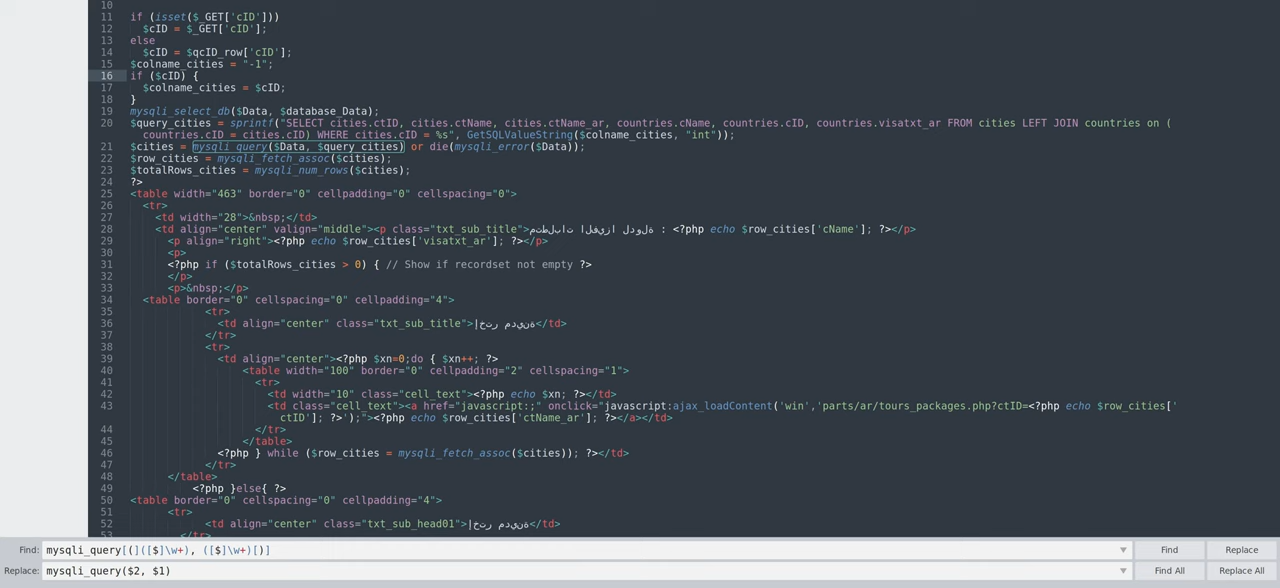 10
11 if (isset($_GET['cID']))
12 $cID = $_GET['cID'];
13 else
14 $cID = $qcID_row['cID'];
15 $colname_cities = "-1";
16 if ($cID) {
17 $colname_cities = $cID;
18 }
19 mysqli_select_db($Data, $database_Data);
20 $query_cities = sprintf("SELECT cities.ctID, cities.ctName, cities.ctName_ar, countries.cName, countries.cID, countries.visatxt_ar FROM cities LEFT JOIN countries on (
countries.cID = cities.cID) WHERE cities.cID = %s", GetSQLValueString($colname_cities, "int"));
21 $cities = mysqli_query($Data, $query_cities) or die(mysqli_error($Data));
22 $row_cities = mysqli_fetch_assoc($cities);
23 $totalRows_cities = mysqli_num_rows($cities);
24 ?>
25 <table width="463" border="0" cellpadding="0" cellspacing="0">
26 <tr>
27 <td width="28">&nbsp;</td>
28 <td align="center" valign="middle"><p class="txt_sub_title">متطلبات الفيزا لدولة : <?php echo $row_cities['cName']; ?></p>
29 <p align="right"><?php echo $row_cities['visatxt_ar']; ?></p>
30 <p>
31 <?php if ($totalRows_cities > 0) { // Show if recordset not empty ?>
32 </p>
33 <p>&nbsp;</p>
34 <table border="0" cellspacing="0" cellpadding="4">
35 <tr>
36 <td align="center" class="txt_sub_title">إختر مدينة</td>
37 </tr>
38 <tr>
39 <td align="center"><?php $xn=0;do { $xn++; ?>
40 <table width="100" border="0" cellpadding="2" cellspacing="1">
41 <tr>
42 <td width="10" class="cell_text"><?php echo $xn; ?></td>
43 <td class="cell_text"><a href="javascript:;" onclick="javascript:ajax_loadContent('win','parts/ar/tours_packages.php?ctID=<?php echo $row_cities['
ctID']; ?>');"><?php echo $row_cities['ctName_ar']; ?></a></td>
44 </tr>
45 </table>
46 <?php } while ($row_cities = mysqli_fetch_assoc($cities)); ?></td>
47 </tr>
48 </table>
49 <?php }else{ ?>
50 <table border="0" cellspacing="0" cellpadding="4">
51 <tr>
52 <td align="center" class="txt_sub_head01">إختر مدينة</td>
53 </tr>
Find: mysqli_query[(]([$]\w+), ([$]\w+)[)] Find Replace
Replace: mysqli_query($2, $1) Find All Replace All